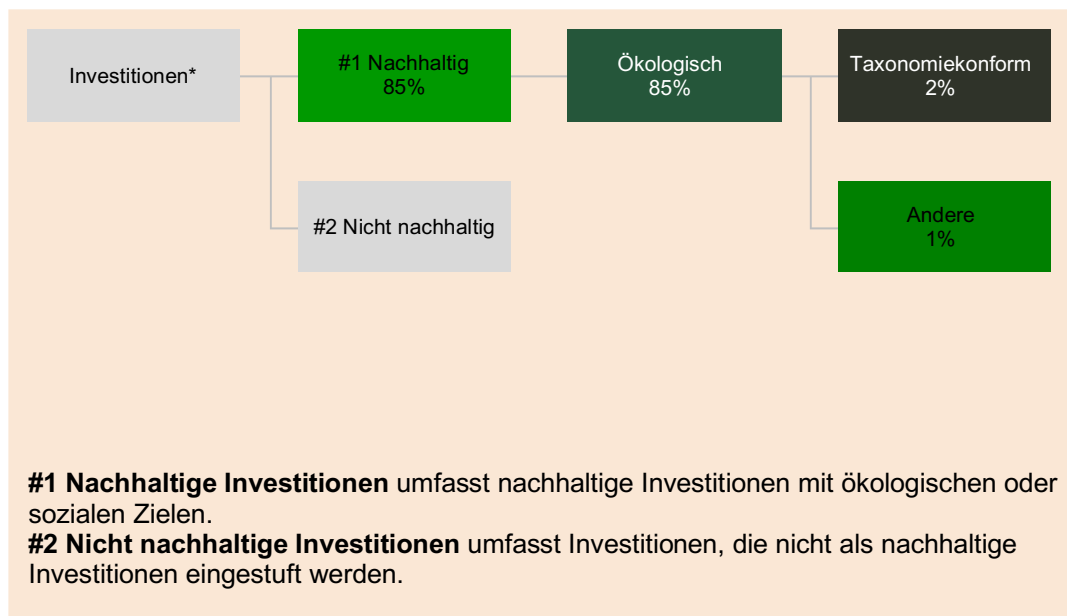 Investitionen*
#1 Nachhaltig
85%
Ökologisch
85%
Taxonomiekonform
2%
#2 Nicht nachhaltig
Andere
1%
#1 Nachhaltige Investitionen umfasst nachhaltige Investitionen mit ökologischen oder
sozialen Zielen.
#2 Nicht nachhaltige Investitionen umfasst Investitionen, die nicht als nachhaltige
Investitionen eingestuft werden.